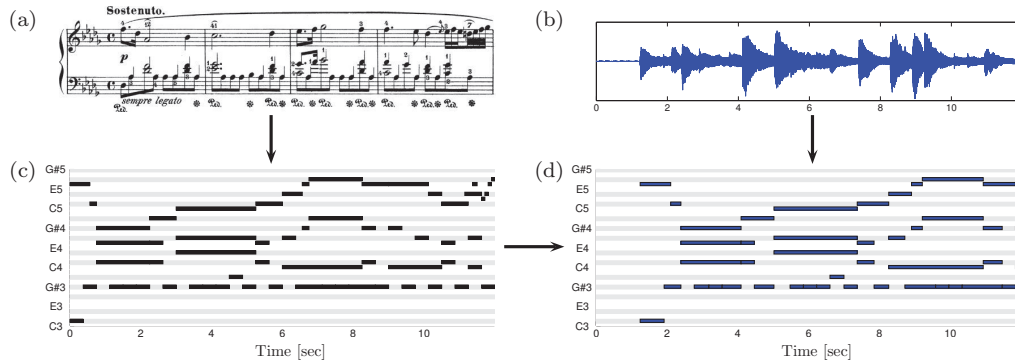 (a)
Sostenuto.
p
sempre legato
(b)
0 2 4 6 8 10
(c)
G#5
E5
C5
G#4
E4
C4
G#3
E3
C3
0 2 4 6 8 10
Time [sec]
(d)
G#5
E5
C5
G#4
E4
C4
G#3
E3
C3
0 2 4 6 8 10
Time [sec]